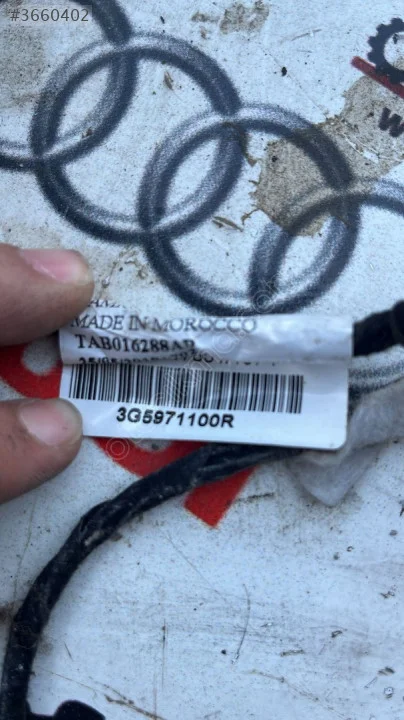 #3660402
W
MADE IN MOROCCO
TAB016288AB
3G5971100R